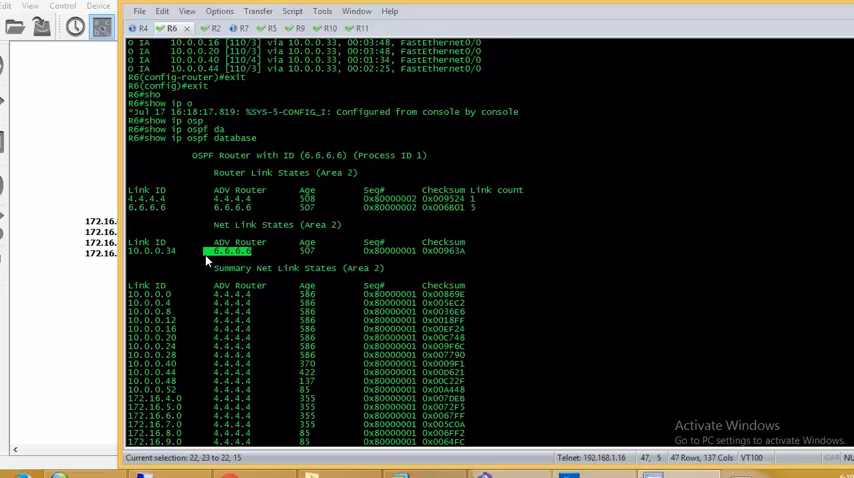 Edit View Control Device
File Edit View Options Transfer Script Tools Window Help
R4 R6 R2 R7 R5 R9 R10 R11
O IA 10.0.0.16 [110/3] via 10.0.0.33, 00:03:48, FastEthernet0/0
O IA 10.0.0.20 [110/3] via 10.0.0.33, 00:03:48, FastEthernet0/0
O IA 10.0.0.40 [110/4] via 10.0.0.33, 00:01:34, FastEthernet0/0
O IA 10.0.0.44 [110/3] via 10.0.0.33, 00:02:25, FastEthernet0/0
R6(config-router)#exit
R6(config)#exit
R6#sho
R6#show ip o
*Jul 17 16:18:17.819: %SYS-5-CONFIG_I: Configured from console by console
R6#show ip osp
R6#show ip ospf da
R6#show ip ospf database
OSPF Router with ID (6.6.6.6) (Process ID 1)
Router Link States (Area 2)
Link ID ADV Router Age Seq# Checksum Link count
4.4.4.4 4.4.4.4 508 0x80000002 0x009524 1
6.6.6.6 6.6.6.6 507 0x80000002 0x006B01 5
Net Link States (Area 2)
Link ID ADV Router Age Seq# Checksum
10.0.0.34 6.6.6.6 507 0x80000001 0x00963A
Summary Net Link States (Area 2)
Link ID ADV Router Age Seq# Checksum
10.0.0.0 4.4.4.4 586 0x80000001 0x00869E
10.0.0.4 4.4.4.4 586 0x80000001 0x005EC2
10.0.0.8 4.4.4.4 586 0x80000001 0x0036E6
10.0.0.12 4.4.4.4 586 0x80000001 0x0018FF
10.0.0.16 4.4.4.4 586 0x80000001 0x00EF24
10.0.0.20 4.4.4.4 586 0x80000001 0x00C748
10.0.0.24 4.4.4.4 586 0x80000001 0x009F6C
10.0.0.28 4.4.4.4 586 0x80000001 0x007790
10.0.0.40 4.4.4.4 370 0x80000001 0x0009F1
10.0.0.44 4.4.4.4 422 0x80000001 0x00D621
10.0.0.48 4.4.4.4 137 0x80000001 0x00C22F
10.0.0.52 4.4.4.4 85 0x80000001 0x00A448
172.16.4.0 4.4.4.4 355 0x80000001 0x007DEB
172.16.5.0 4.4.4.4 355 0x80000001 0x0072F5
172.16.6.0 4.4.4.4 355 0x80000001 0x0067FF
172.16.7.0 4.4.4.4 355 0x80000001 0x005C0A
172.16.8.0 4.4.4.4 85 0x80000001 0x006FF2
172.16.9.0 4.4.4.4 85 0x80000001 0x0064FC
172.16.
172.16.
172.16.
172.16.
Activate Windows
Go to PC settings to activate Windows.
Current selection: 22, 23 to 22, 15 Telnet: 192.168.1.16 47, 5 47 Rows, 137 Cols VT100